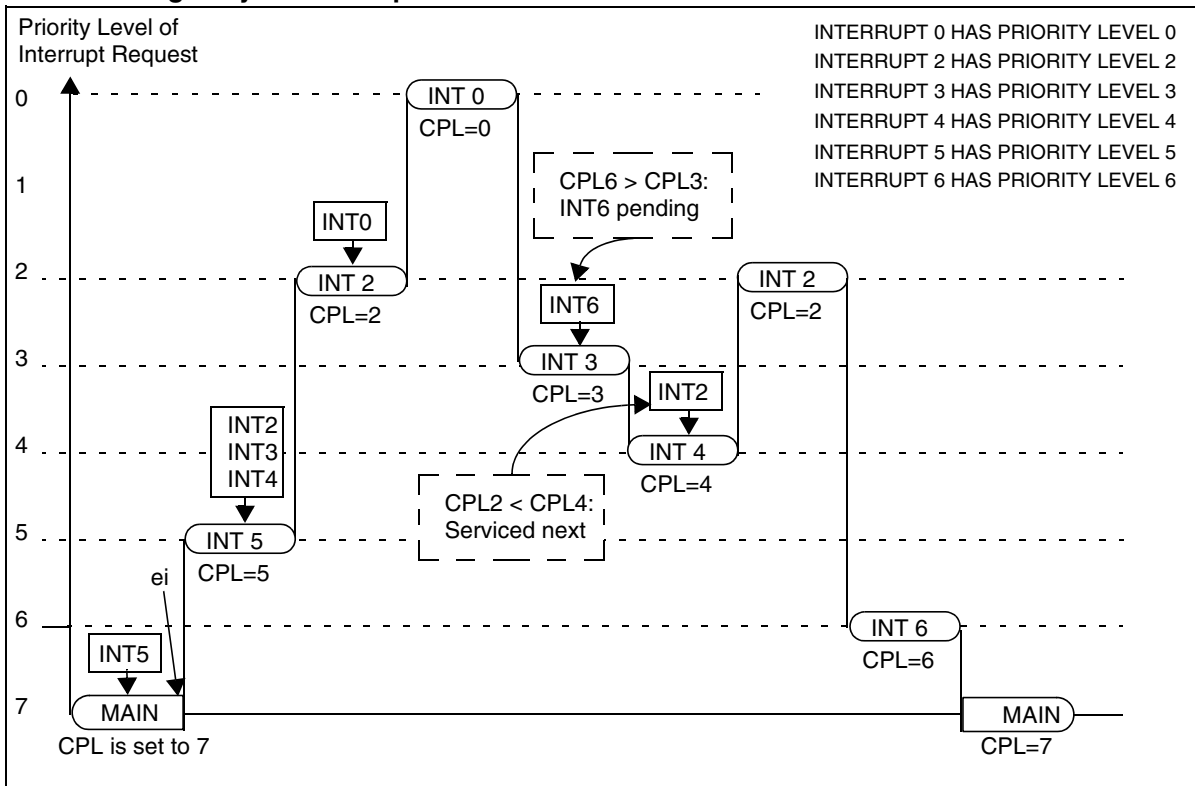 Priority Level of
Interrupt Request
INTERRUPT 0 HAS PRIORITY LEVEL 0
INTERRUPT 2 HAS PRIORITY LEVEL 2
INTERRUPT 3 HAS PRIORITY LEVEL 3
INTERRUPT 4 HAS PRIORITY LEVEL 4
INTERRUPT 5 HAS PRIORITY LEVEL 5
INTERRUPT 6 HAS PRIORITY LEVEL 6
0
INT 0
CPL=0
1
CPL6 > CPL3:
INT6 pending
INT0
2
INT 2
CPL=2
INT 2
CPL=2
INT6
3
INT 3
CPL=3
INT2
INT2
INT3
INT4
4
INT 4
CPL=4
CPL2 < CPL4:
Serviced next
5
INT 5
CPL=5
ei
6
INT 6
CPL=6
INT5
7
MAIN
CPL is set to 7
MAIN
CPL=7